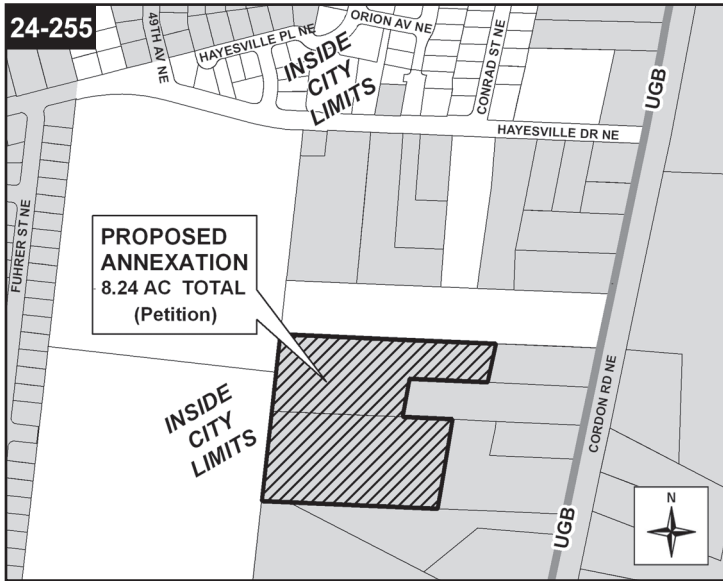 24-255
49TH AV NE
HAYESVILLE PL NE
ORION AV NE
INSIDE
CITY
LIMITS
CONRAD ST NE
UGB
HAYESVILLE DR NE
FUHRER ST NE
PROPOSED
ANNEXATION
8.24 AC TOTAL
(Petition)
INSIDE
CITY
LIMITS
CORDON RD NE
UGB
N